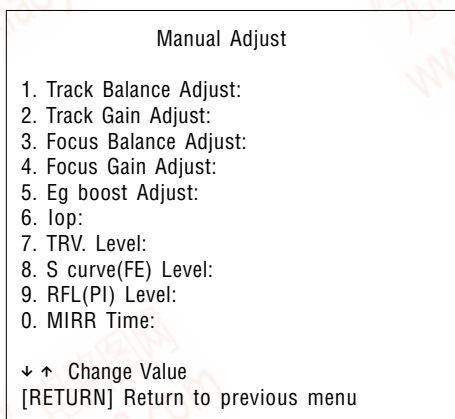 Manual Adjust
1. Track Balance Adjust:
2. Track Gain Adjust:
3. Focus Balance Adjust:
4. Focus Gain Adjust:
5. Eg boost Adjust:
6. Iop:
7. TRV. Level:
8. S curve(FE) Level:
9. RFL(PI) Level:
0. MIRR Time:
↓ ↑ Change Value
[RETURN] Return to previous menu